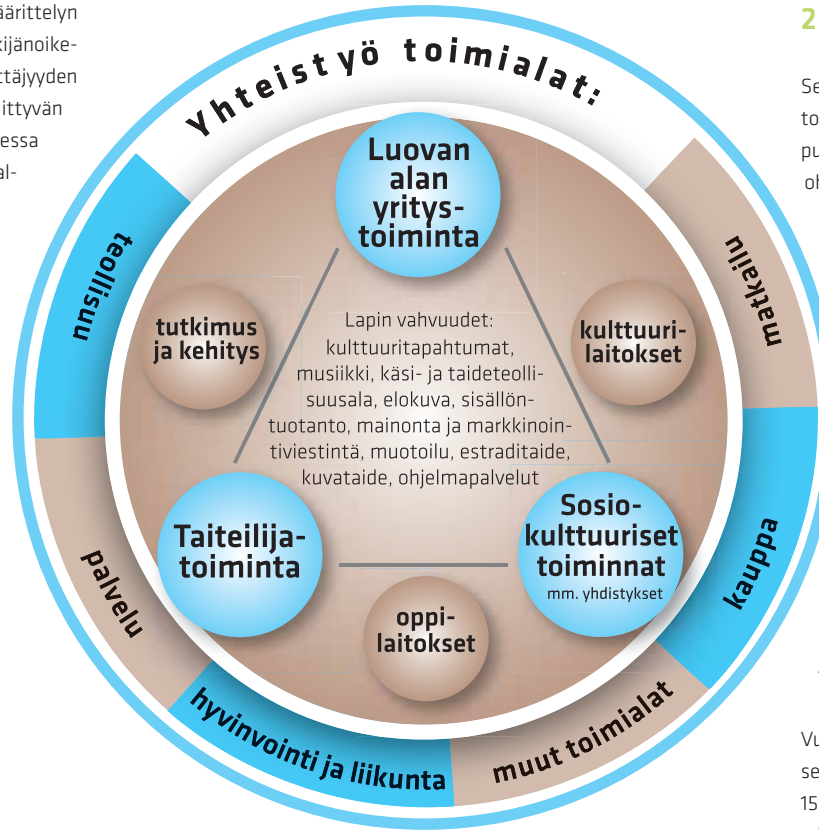 äärittelyn
kijänoike-
ttäjyyden
ittyvän
essa
al-
Yhteistyö toimialat:
Luovan
alan
yritys-
toiminta
teollisuu
matkailu
tutkimus
ja kehitys
kulttuuri-
laitokset
Lapin vahvuudet:
kulttuuritapahtumat,
musiikki, käsi- ja taideteolli-
suusala, elokuva, sisällön-
tuotanto, mainonta ja markkinoin-
tiviestintä, muotoilu, estraditaide,
kuvataide, ohjelmapalvelut
Taiteilija-
toiminta
Sosio-
kulttuuriset
toiminnat
mm. yhdistykset
oppi-
laitokset
palvelu
kauppa
hyvinvointi ja liikunta
muut toimialat
2
Se
to
pu
oh
Vu
se
15